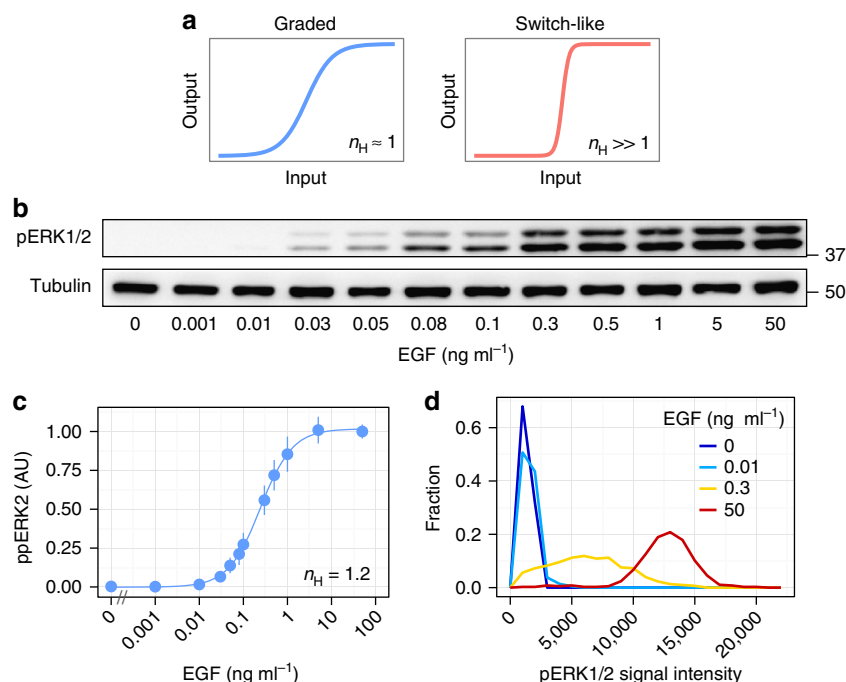 a
Graded
Switch-like
Output
n_H ≈ 1
Output
n_H >> 1
Input
Input
b
pERK1/2
37
Tubulin
50
0 0.001 0.01 0.03 0.05 0.08 0.1 0.3 0.5 1 5 50
EGF (ng ml⁻¹)
c
1.00
0.75
0.50
0.25
0.00
ppERK2 (AU)
n_H = 1.2
0 0.001 0.01 0.1 1 10 100
EGF (ng ml⁻¹)
d
EGF (ng ml⁻¹)
0
0.01
0.3
50
0.6
0.4
0.2
0.0
Fraction
0 5,000 10,000 15,000 20,000
pERK1/2 signal intensity